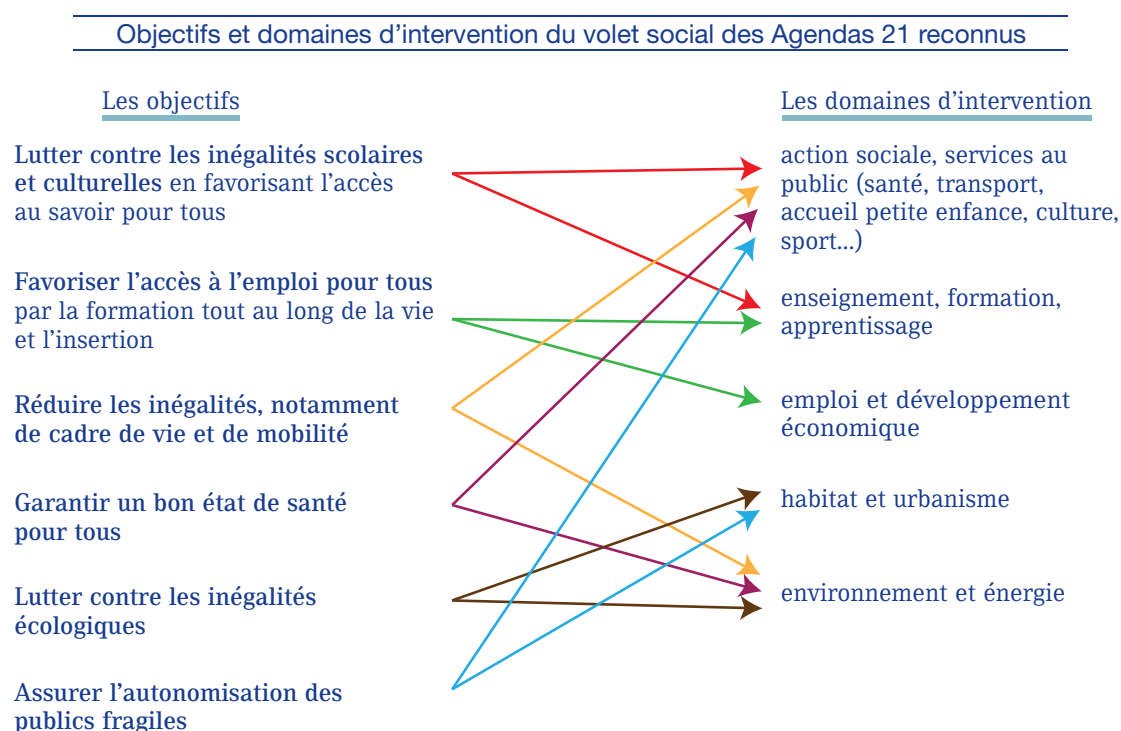 Objectifs et domaines d’intervention du volet social des Agendas 21 reconnus
Les objectifs
Lutter contre les inégalités scolaires
et culturelles en favorisant l’accès
au savoir pour tous
Favoriser l’accès à l’emploi pour tous
par la formation tout au long de la vie
et l’insertion
Réduire les inégalités, notamment
de cadre de vie et de mobilité
Garantir un bon état de santé
pour tous
Lutter contre les inégalités
écologiques
Assurer l’autonomisation des
publics fragiles
Les domaines d’intervention
action sociale, services au
public (santé, transport,
accueil petite enfance, culture,
sport...)
enseignement, formation,
apprentissage
emploi et développement
économique
habitat et urbanisme
environnement et énergie